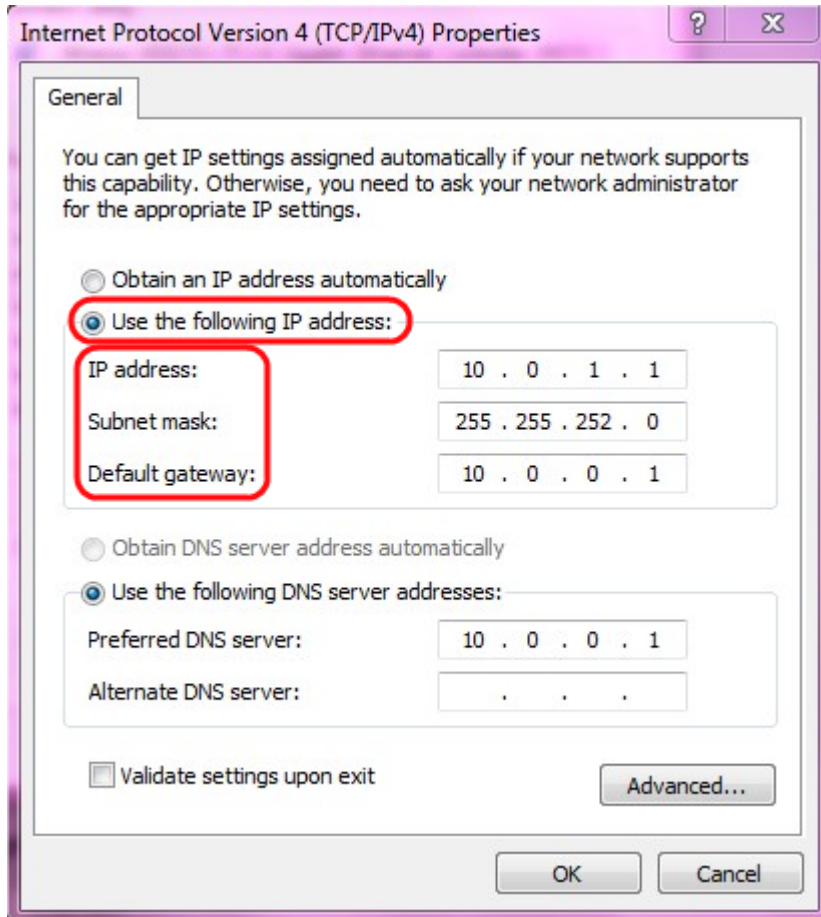 Internet Protocol Version 4 (TCP/IPv4) Properties
?
General
You can get IP settings assigned automatically if your network supports
this capability. Otherwise, you need to ask your network administrator
for the appropriate IP settings.
Obtain an IP address automatically
Use the following IP address:
IP address: 10 . 0 . 1 . 1
Subnet mask: 255 . 255 . 252 . 0
Default gateway: 10 . 0 . 0 . 1
Obtain DNS server address automatically
Use the following DNS server addresses:
Preferred DNS server: 10 . 0 . 0 . 1
Alternate DNS server: . . .
Validate settings upon exit
Advanced...
OK Cancel